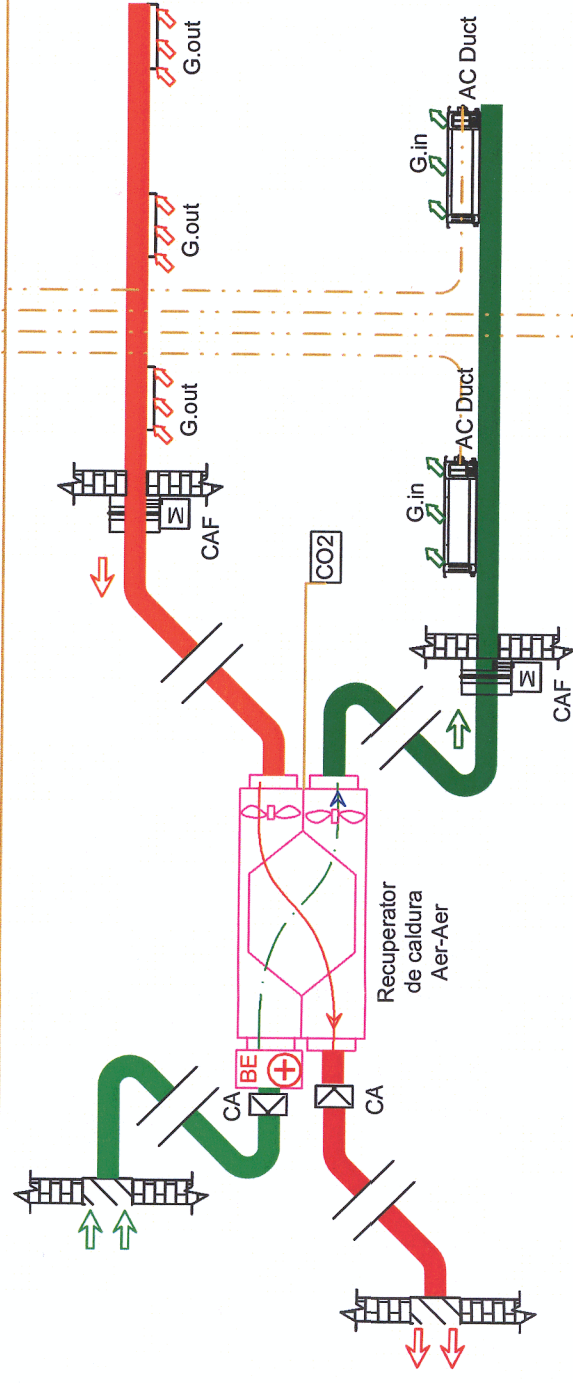 G.out
G.out
G.out
M
CAF
CO2
AC Duct
G.in
AC Duct
G.in
M
CAF
Recuperator
de caldura
Aer-Aer
BE
CA
CA